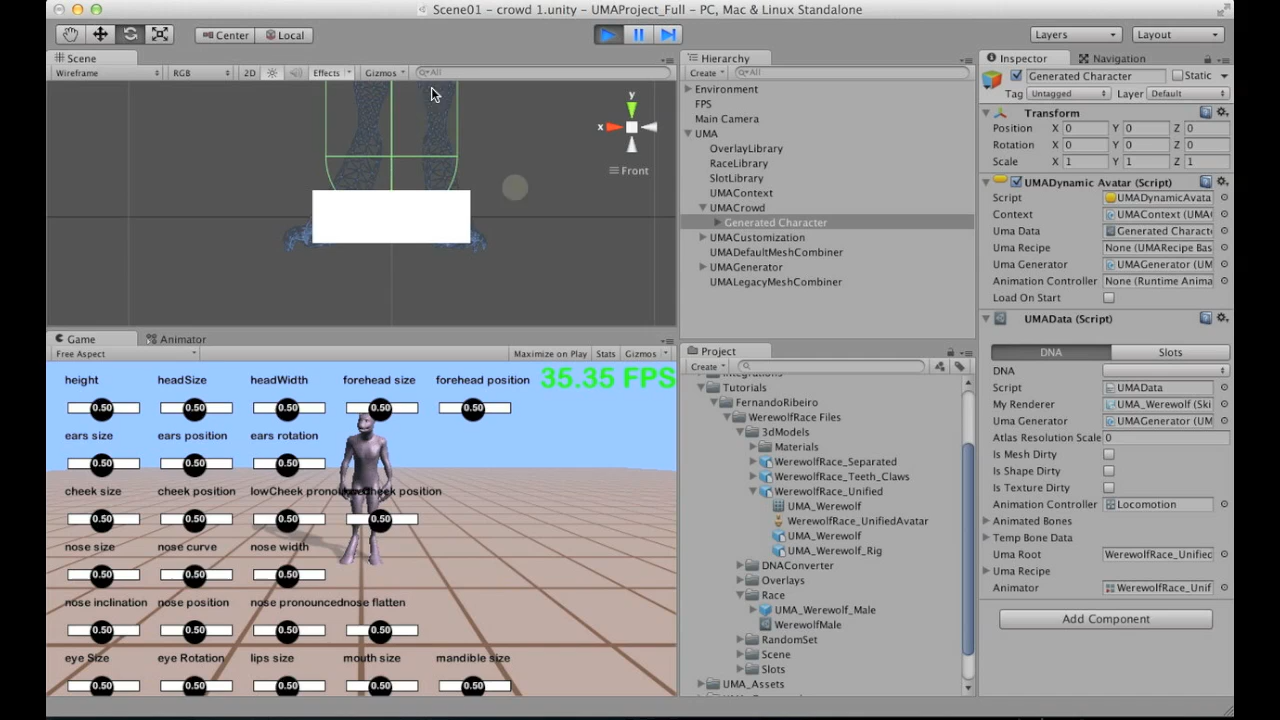 Scene01 - crowd 1.unity - UMAProject_Full - PC, Mac & Linux Standalone
Center Local Layers Layout
Scene
Wireframe RGB 2D Effects Gizmos All
y
x
Front
Game Animator
Free Aspect Maximize on Play Stats Gizmos
35.35 FPS
height headSize headWidth forehead size forehead position
0.50 0.50 0.50 0.50 0.50
ears size ears position ears rotation
0.50 0.50 0.50
cheek size cheek position lowCheek position
0.50 0.50 0.50 0.50
nose size nose curve nose width
0.50 0.50 0.50
nose inclination nose position nose pronounced nose flatten
0.50 0.50 0.50 0.50
eye Size eye Rotation lips size mouth size mandible size
0.50 0.50 0.50 0.50 0.50
Hierarchy
Create All
Environment
FPS
Main Camera
UMA
OverlayLibrary
RaceLibrary
SlotLibrary
UMAContext
UMACrowd
Generated Character
UMACustomization
UMADefaultMeshCombiner
UMAGenerator
UMALegacyMeshCombiner
Project
Create
Tutorials
FernandoRibeiro
WerewolfRace Files
3dModels
Materials
WerewolfRace_Separated
WerewolfRace_Teeth_Claws
WerewolfRace_Unified
UMA_Werewolf
WerewolfRace_UnifiedAvatar
UMA_Werewolf
UMA_Werewolf_Rig
DNAConverter
Overlays
Race
UMA_Werewolf_Male
WerewolfMale
RandomSet
Scene
Slots
UMA_Assets
Inspector Navigation
Generated Character Static
Tag Untagged Layer Default
Transform
Position X 0 Y 0 Z 0
Rotation X 0 Y 0 Z 0
Scale X 1 Y 1 Z 1
UMADynamic Avatar (Script)
Script UMADynamicAvata
Context UMAContext (UMA
Uma Data Generated Charact
Uma Recipe None (UMARecipe Bas
Uma Generator UMAGenerator (UM
Animation Controller None (Runtime Anima
Load On Start
UMAData (Script)
DNA Slots
DNA
Script UMAData
My Renderer UMA_Werewolf (Ski
Uma Generator UMAGenerator (UM
Atlas Resolution Scale 0
Is Mesh Dirty
Is Shape Dirty
Is Texture Dirty
Animation Controller Locomotion
Animated Bones
Temp Bone Data
Uma Root WerewolfRace_Unified
Uma Recipe
Animator WerewolfRace_Unif
Add Component